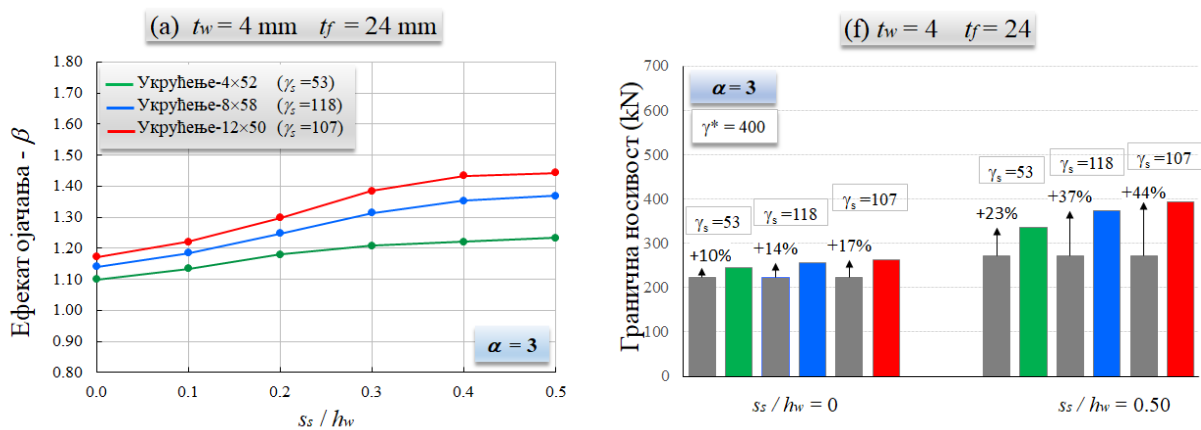 (a) tw = 4 mm tf = 24 mm
Ефекат ојачања - β
1.80
1.70
1.60
1.50
1.40
1.30
1.20
1.10
1.00
0.90
0.80
Укрућење-4×52 (γs =53)
Укрућење-8×58 (γs =118)
Укрућење-12×50 (γs =107)
α = 3
0.0 0.1 0.2 0.3 0.4 0.5
ss / hw
(f) tw = 4 tf = 24
Гранична носивост (kN)
700
600
500
400
300
200
100
0
α = 3
γ* = 400
γs =53
γs =118
γs =107
+10%
+14%
+17%
γs =53
γs =118
γs =107
+23%
+37%
+44%
ss / hw = 0
ss / hw = 0.50